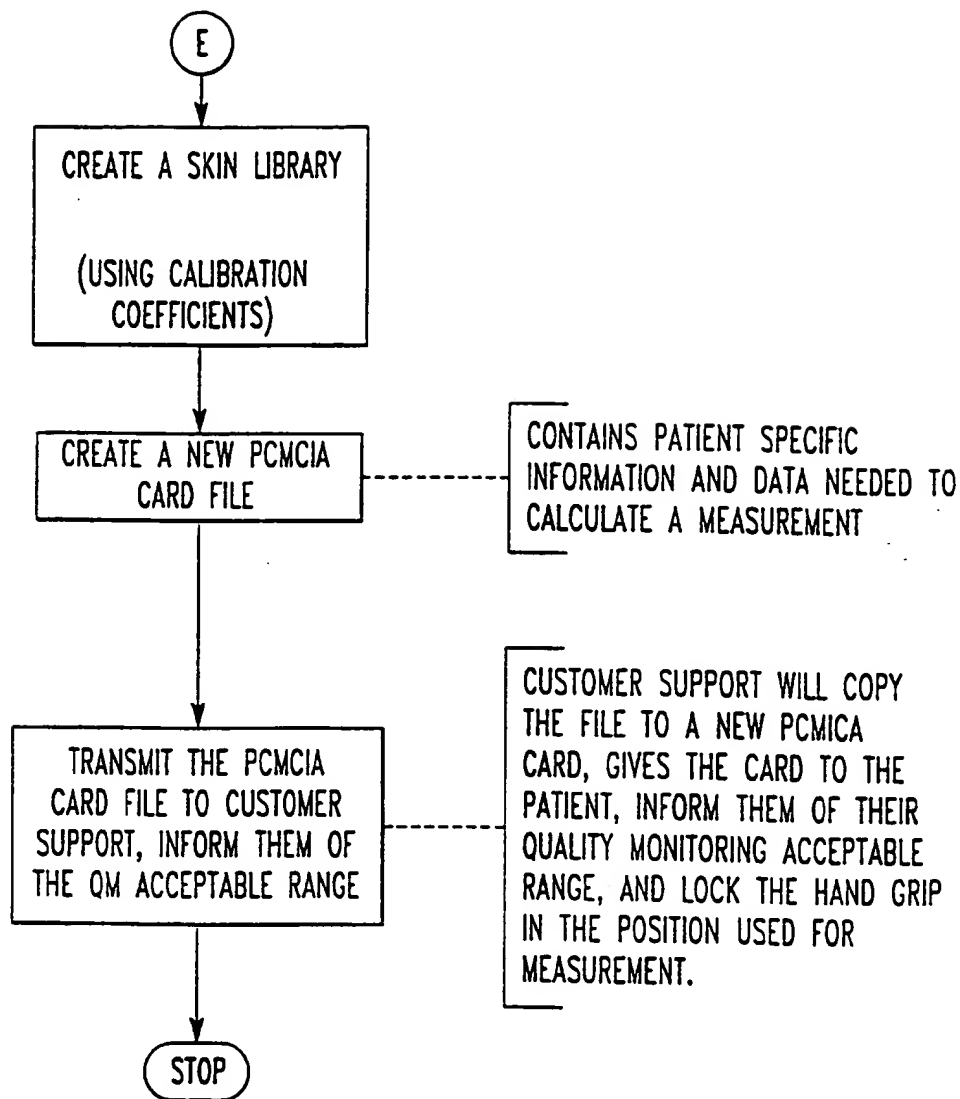 E
CREATE A SKIN LIBRARY
(USING CALIBRATION
COEFFICIENTS)
CREATE A NEW PCMCIA
CARD FILE
CONTAINS PATIENT SPECIFIC
INFORMATION AND DATA NEEDED TO
CALCULATE A MEASUREMENT
TRANSMIT THE PCMCIA
CARD FILE TO CUSTOMER
SUPPORT, INFORM THEM OF
THE QM ACCEPTABLE RANGE
CUSTOMER SUPPORT WILL COPY
THE FILE TO A NEW PCMICA
CARD, GIVES THE CARD TO THE
PATIENT, INFORM THEM OF THEIR
QUALITY MONITORING ACCEPTABLE
RANGE, AND LOCK THE HAND GRIP
IN THE POSITION USED FOR
MEASUREMENT.
STOP